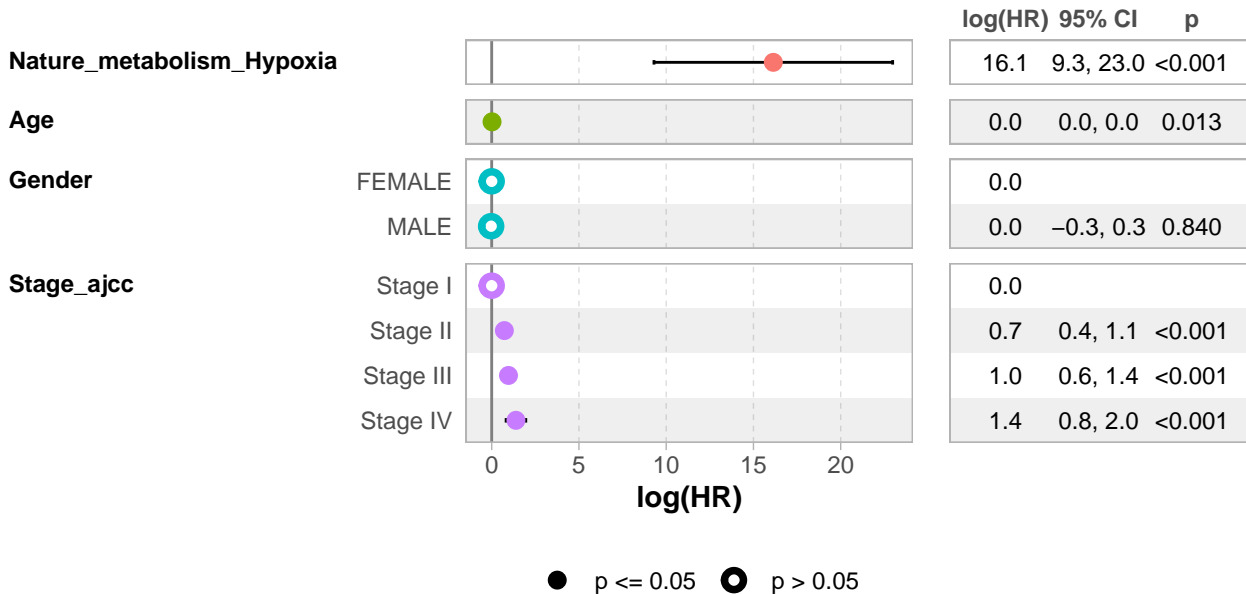 log(HR) 95% CI p
Nature_metabolism_Hypoxia 16.1 9.3, 23.0 <0.001
Age 0.0 0.0, 0.0 0.013
Gender FEMALE 0.0
MALE 0.0 −0.3, 0.3 0.840
Stage_ajcc Stage I 0.0
Stage II 0.7 0.4, 1.1 <0.001
Stage III 1.0 0.6, 1.4 <0.001
Stage IV 1.4 0.8, 2.0 <0.001
0 5 10 15 20
log(HR)
p <= 0.05 p > 0.05